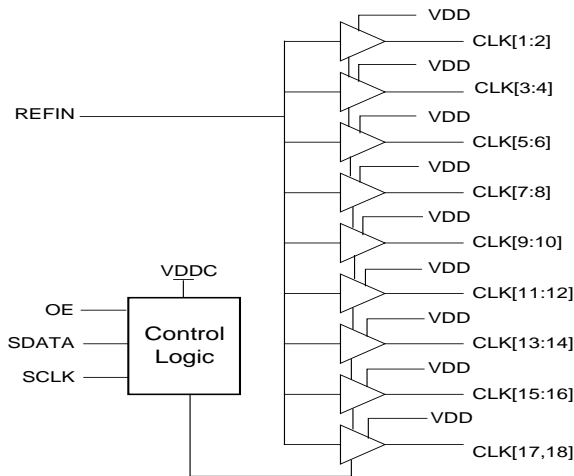 VDD
CLK[1:2]
VDD
CLK[3:4]
REFIN
VDD
CLK[5:6]
VDD
CLK[7:8]
VDD
CLK[9:10]
VDDC
VDD
CLK[11:12]
OE
SDATA
SCLK
Control
Logic
VDD
CLK[13:14]
VDD
CLK[15:16]
VDD
CLK[17,18]